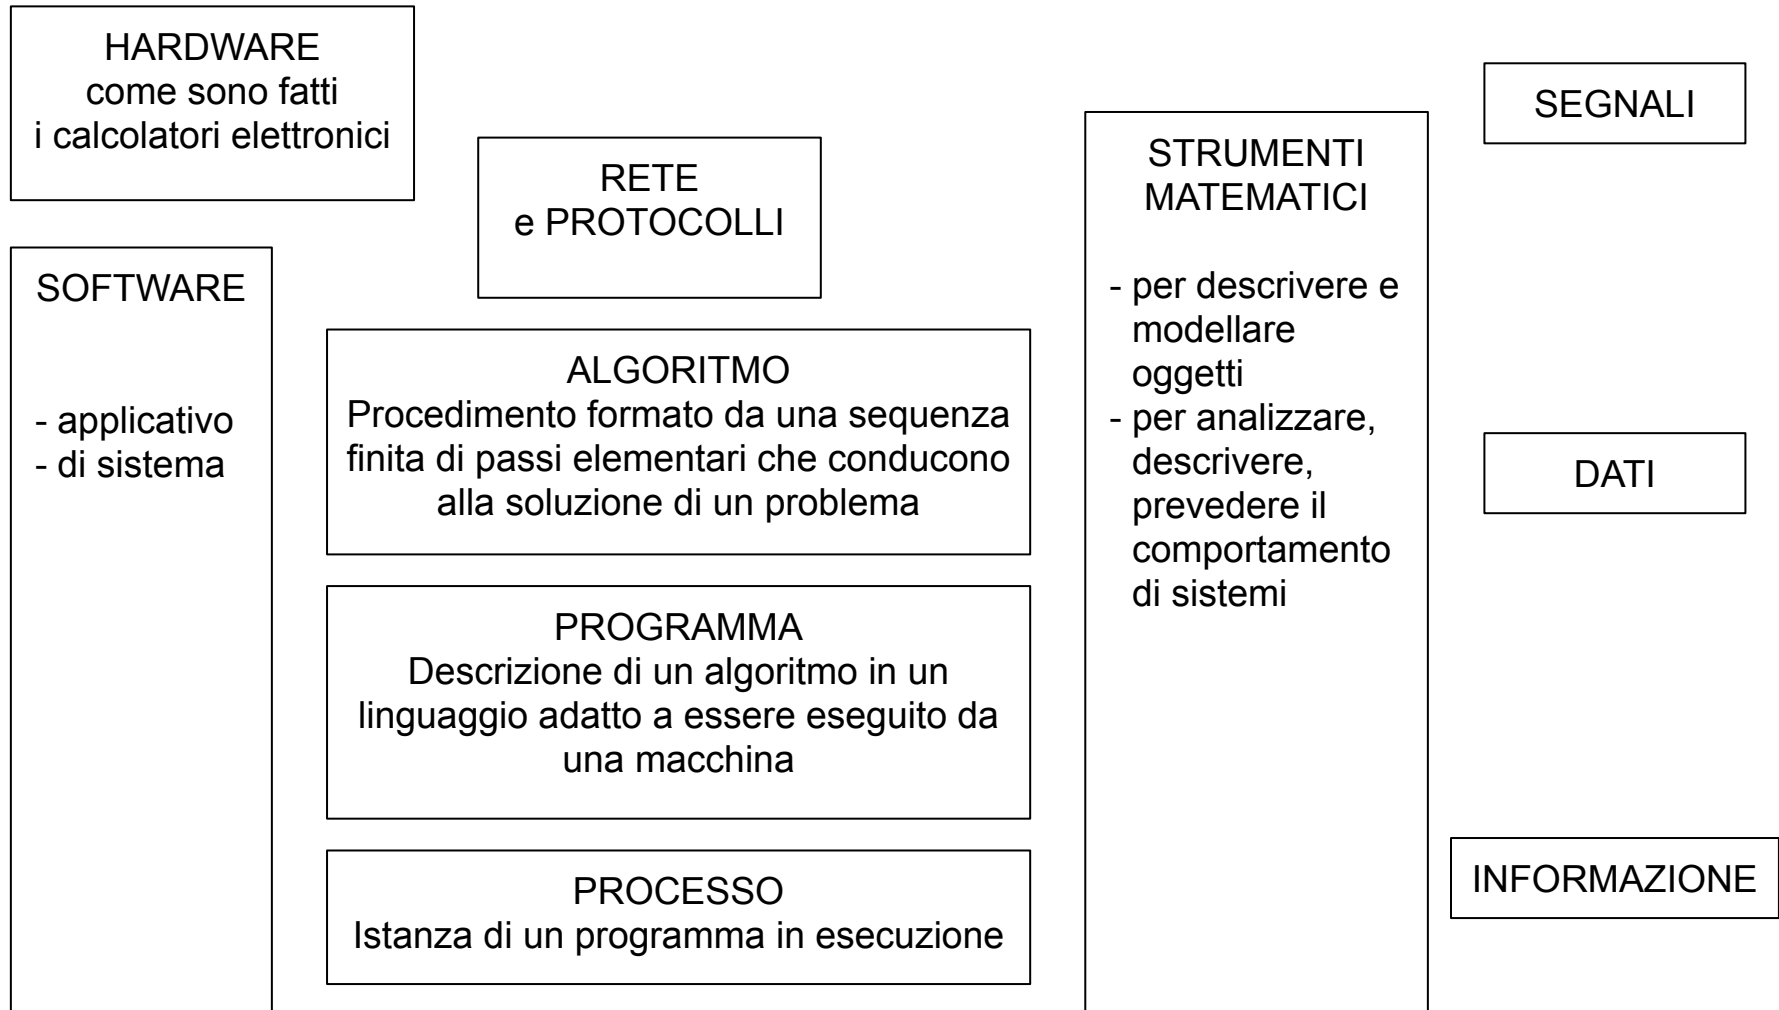 HARDWARE
come sono fatti
i calcolatori elettronici
SOFTWARE
- applicativo
- di sistema
RETE
e PROTOCOLLI
ALGORITMO
Procedimento formato da una sequenza
finita di passi elementari che conducono
alla soluzione di un problema
PROGRAMMA
Descrizione di un algoritmo in un
linguaggio adatto a essere eseguito da
una macchina
PROCESSO
Istanza di un programma in esecuzione
STRUMENTI
MATEMATICI
- per descrivere e
modellare
oggetti
- per analizzare,
descrivere,
prevedere il
comportamento
di sistemi
SEGNALI
DATI
INFORMAZIONE